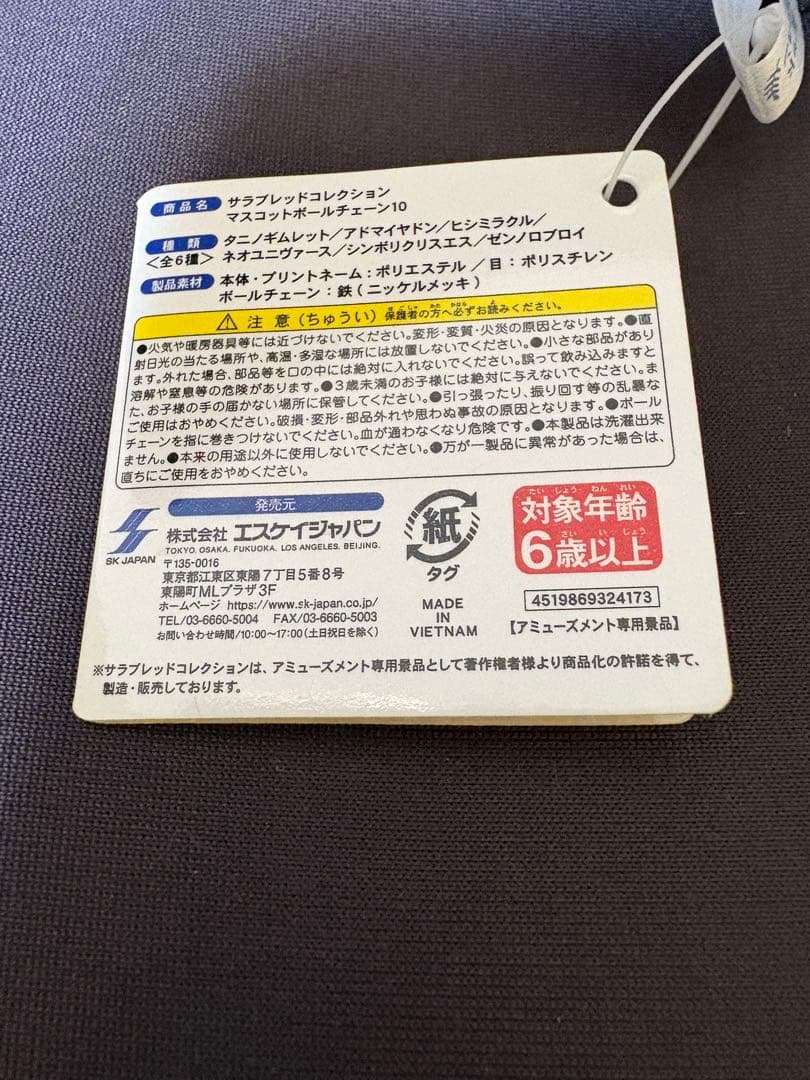 商品名 サラブレッドコレクション
マスコットボールチェーン10
種類 タニノギムレット／アドマイヤドン／ヒシミラクル／
<全6種> ネオユニヴァース／シンボリクリスエス／ゼンノロブロイ
製品素材 本体・プリントネーム：ポリエステル ／ 目：ポリスチレン
ボールチェーン：鉄（ニッケルメッキ）
注意（ちゅうい）保護者の方へ必ずお読みください。
●火気や暖房器具等には近づけないでください。変形・変質・火災の原因となります。●直
射日光の当たる場所や、高温・多湿な場所には放置しないでください。●小さな部品があり
ます。外れた場合、部品等を口の中には絶対に入れないでください。誤って飲み込みますと
溶解や窒息等の危険があります。●3歳未満のお子様には絶対に与えないでください。ま
た、お子様の手の届かない場所に保管してください。●引っ張ったり、振り回す等の乱暴な
ご使用はおやめください。破損・変形・部品外れや思わぬ事故の原因となります。●ボール
チェーンを指に巻きつけないでください。血が通わなくなり危険です。●本製品は洗濯出来
ません。●本来の用途以外に使用しないでください。●万が一製品に異常があった場合は、
直ちにご使用をおやめください。
SK JAPAN
発売元
株式会社 エスケイジャパン
TOKYO. OSAKA. FUKUOKA. LOS ANGELES. BEIJING.
〒135-0016
東京都江東区東陽7丁目5番8号
東陽町MLプラザ3F
ホームページ https://www.sk-japan.co.jp/
TEL/03-6660-5004 FAX/03-6660-5003
お問い合わせ時間/10:00〜17:00(土日祝日を除く)
紙
タグ
MADE
IN
VIETNAM
たいしょうねんれい
対象年齢
さいいじょう
6歳以上
4519869324173
【アミューズメント専用景品】
※サラブレッドコレクションは、アミューズメント専用景品として著作権者様より商品化の許諾を得て、
製造・販売しております。